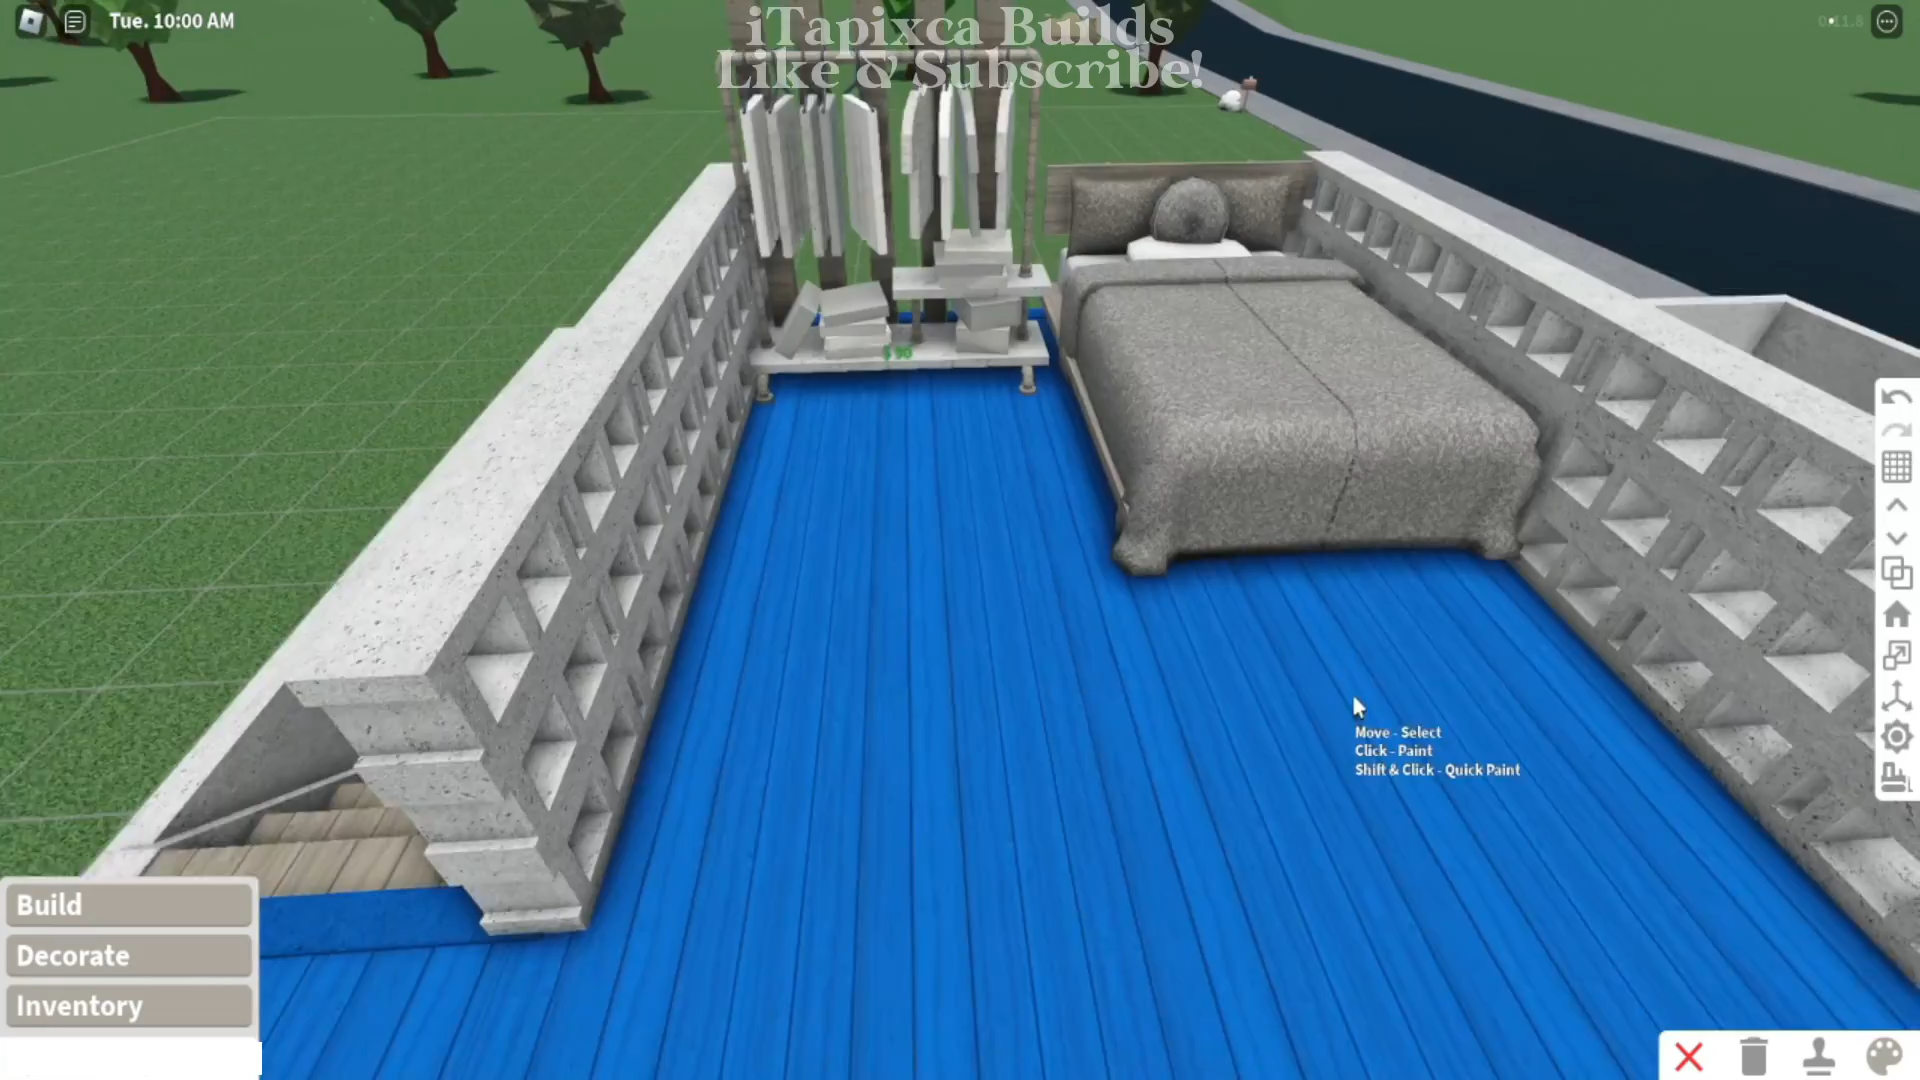 Tue. 10:00 AM
iTapixca Builds
Like & Subscribe!
$ 90
Move - Select
Click - Paint
Shift & Click - Quick Paint
Build
Decorate
Inventory